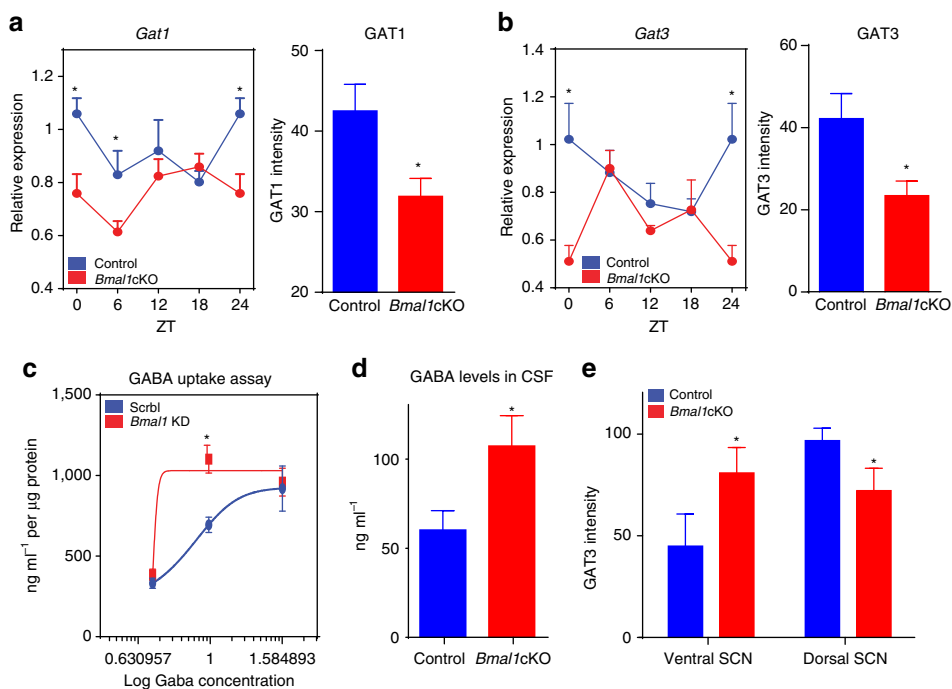 a
Gat1
Relative expression
1.2
1
0.8
0.6
0.4
*
*
*
Control
Bmal1cKO
0 6 12 18 24
ZT
GAT1
GAT1 intensity
50
40
30
20
*
Control Bmal1cKO
b
Gat3
Relative expression
1.4
1.2
1.0
0.8
0.6
0.4
*
*
Control
Bmal1cKO
0 6 12 18 24
ZT
GAT3
GAT3 intensity
60
40
20
0
*
Control Bmal1cKO
c
GABA uptake assay
ng ml⁻¹ per µg protein
1,500
1,000
500
0
Scrbl
Bmal1 KD
*
0.630957 1 1.584893
Log Gaba concentration
d
GABA levels in CSF
ng ml⁻¹
100
50
0
*
Control Bmal1cKO
e
Control
Bmal1cKO
GAT3 intensity
100
50
0
*
*
Ventral SCN Dorsal SCN